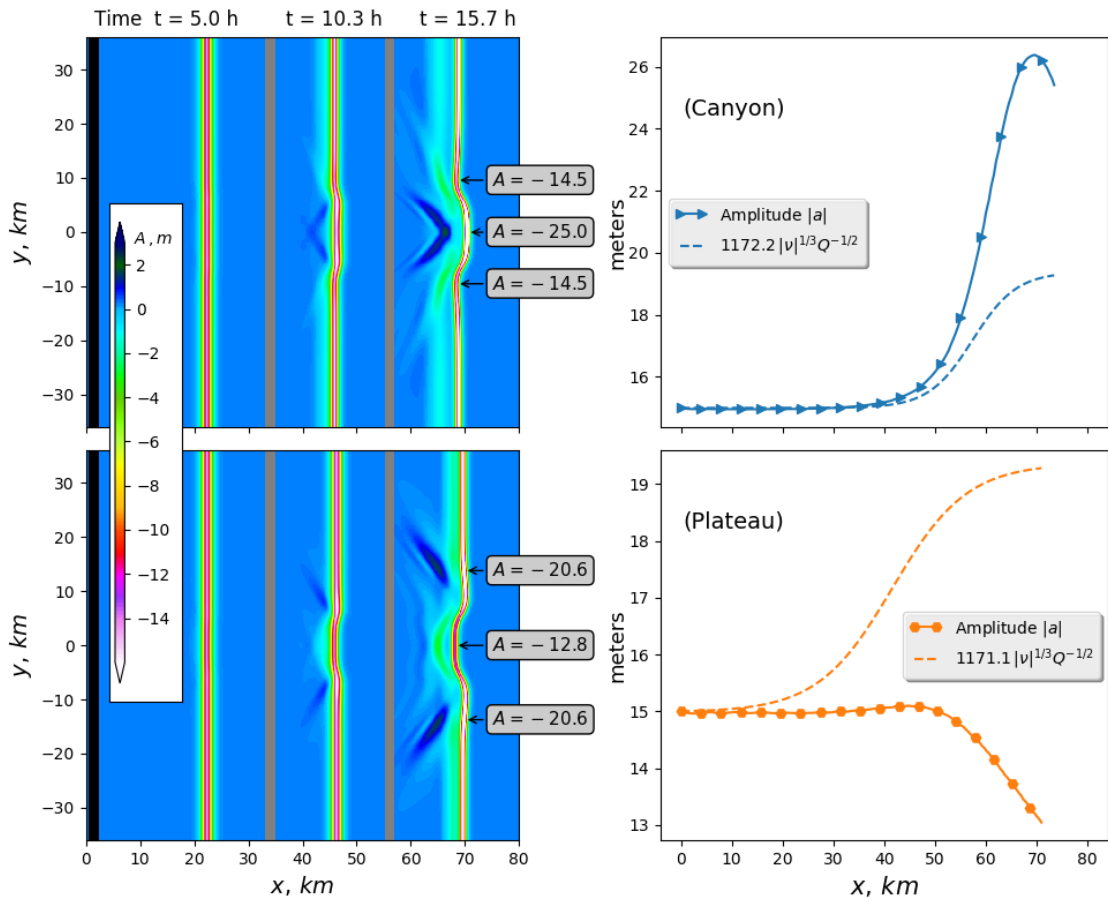 Time t = 5.0 h t = 10.3 h t = 15.7 h
30
20
10
0
−10
−20
−30
y, km
A = − 14.5
A = − 25.0
A = − 14.5
A , m
2
0
−2
−4
−6
−8
−10
−12
−14
30
20
10
0
−10
−20
−30
y, km
A = − 20.6
A = − 12.8
A = − 20.6
0 10 20 30 40 50 60 70 80
x, km
26
24
22
20
18
16
meters
(Canyon)
Amplitude |a|
1172.2 |ν|^{1/3}Q^{−1/2}
19
18
17
16
15
14
13
meters
(Plateau)
Amplitude |a|
1171.1 |ν|^{1/3}Q^{−1/2}
0 10 20 30 40 50 60 70 80
x, km